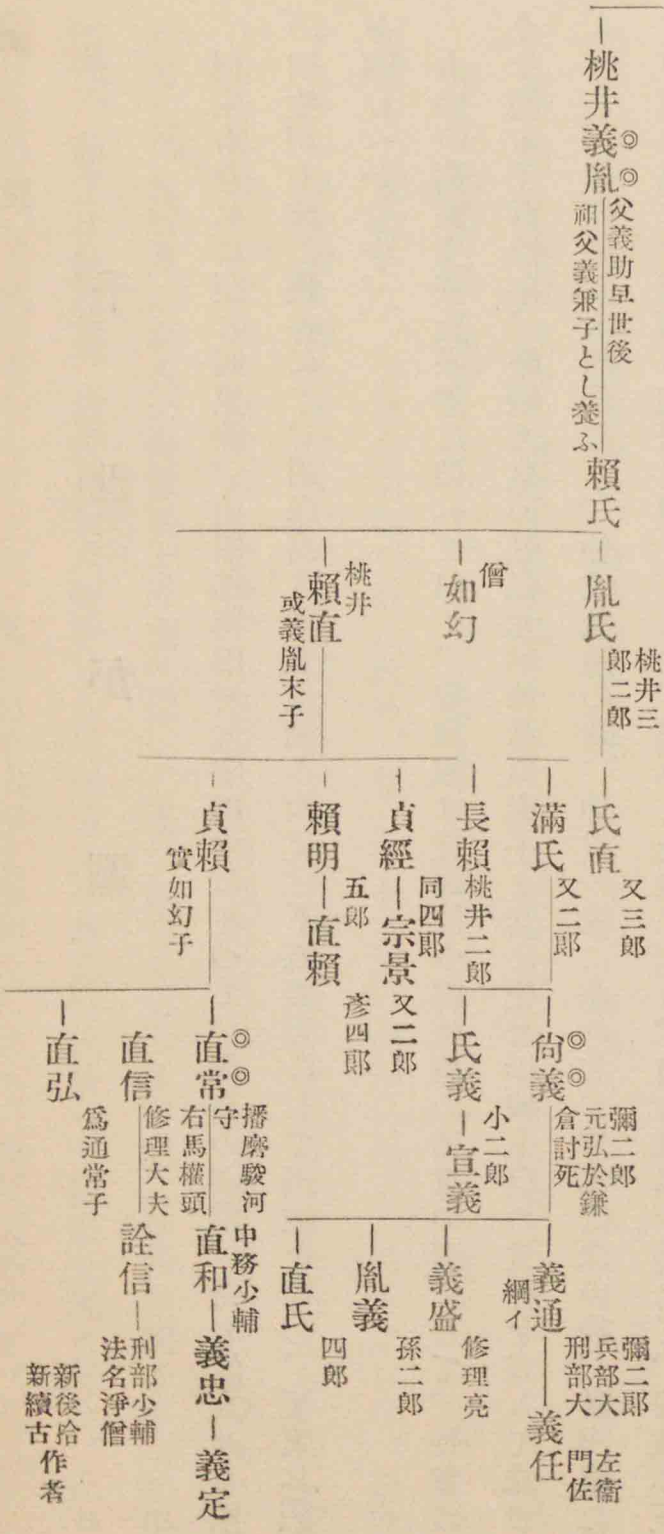 桃井義胤◎◎
父義助早世後
祖父義兼子とし養ふ
頼氏
胤氏
桃井三
郎二郎
僧
如幻
桃井
頼直
或義胤末子
氏直
又三郎
滿氏
又二郎
長頼
桃井二郎
貞經
同四郎
宗景
又二郎
頼明
五郎
直頼
彥四郎
貞頼
實如幻子
尙義◎◎
彌二郎
元弘於鎌
倉討死
氏義
小二郎
宣義
直常◎◎
播磨駿河
守
右馬權頭
直信
修理大夫
直弘
爲通常子
義通
綱イ
彌二郎
兵部大
刑部大
義任
左衞
門佐
義盛
修理亮
胤義
孫二郎
直氏
四郎
中務少輔
直和
義忠
義定
詮信
刑部少輔
法名淨僧
新後拾
新續古
作者